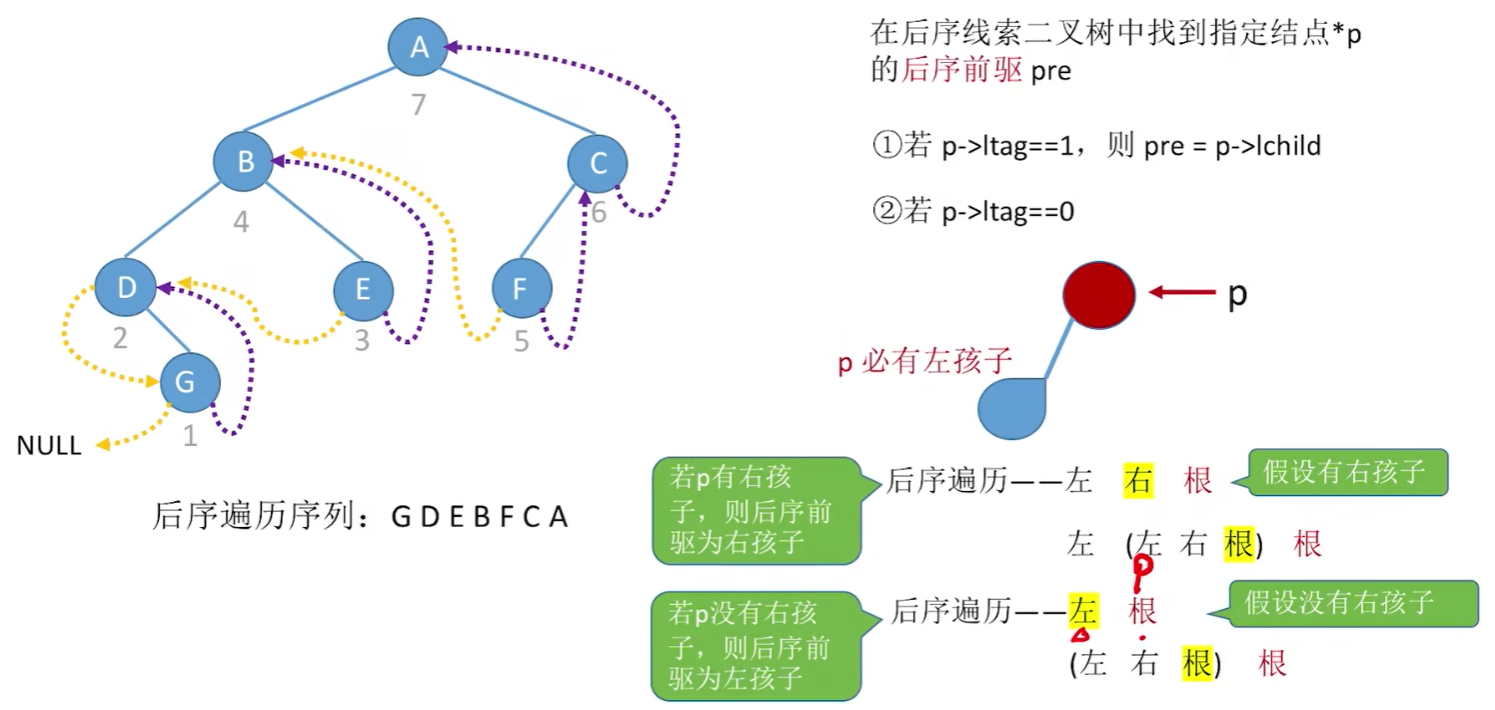 A
7
B
C
4
6
D
E
F
2
3
5
G
1
NULL
后序遍历序列：G D E B F C A
在后序线索二叉树中找到指定结点*p
的后序前驱 pre
①若 p->ltag==1，则 pre = p->lchild
②若 p->ltag==0
p
p 必有左孩子
若p有右孩
子，则后序前
驱为右孩子
后序遍历——左 右 根
假设有右孩子
左 (左 右 根) 根
p
若p没有右孩
子，则后序前
驱为左孩子
后序遍历——左 根
假设没有右孩子
(左 右 根) 根